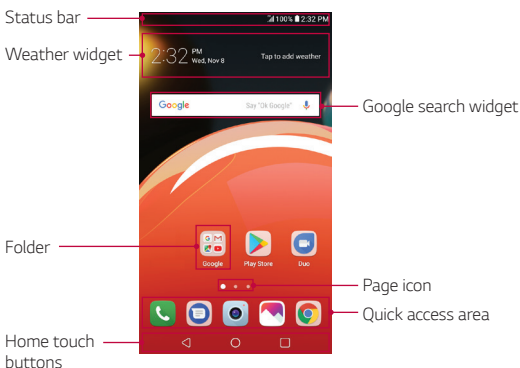 Status bar
100% 2:32 PM
Weather widget
2:32 PM
Wed, Nov 8
Tap to add weather
Google
Say "Ok Google"
Google search widget
Folder
G M
Google
Play Store
Duo
Page icon
Quick access area
Home touch
buttons